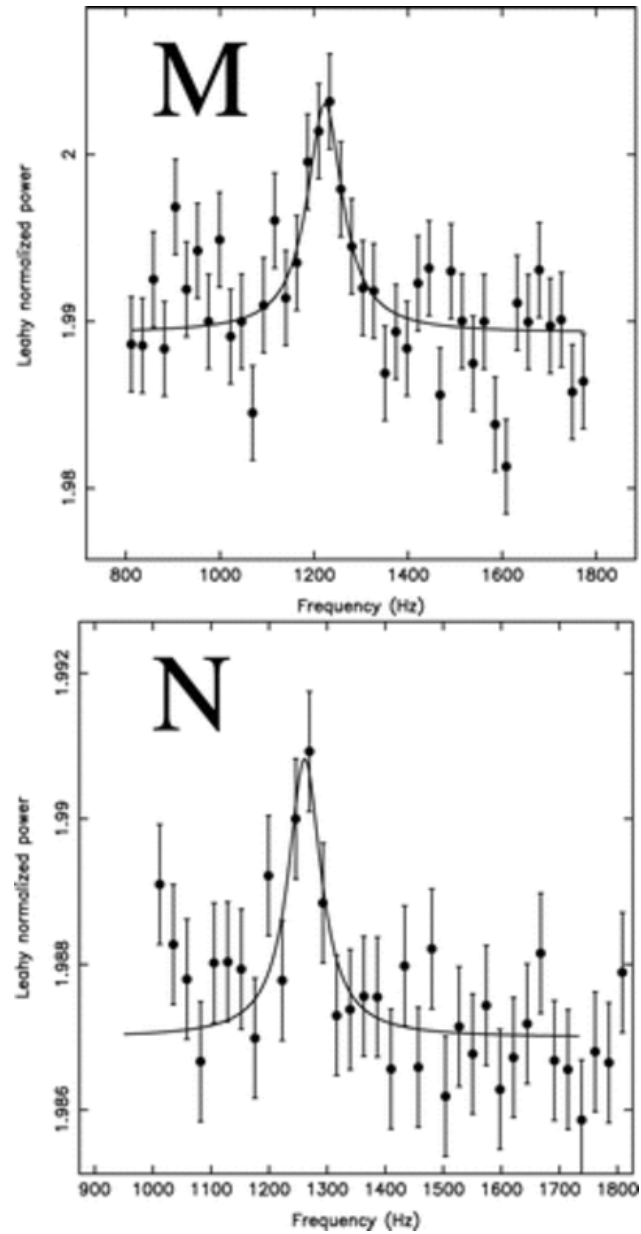 M
Leahy normalized power
2
1.99
1.98
800 1000 1200 1400 1600 1800
Frequency (Hz)
N
Leahy normalized power
1.992
1.99
1.988
1.986
900 1000 1100 1200 1300 1400 1500 1600 1700 1800
Frequency (Hz)